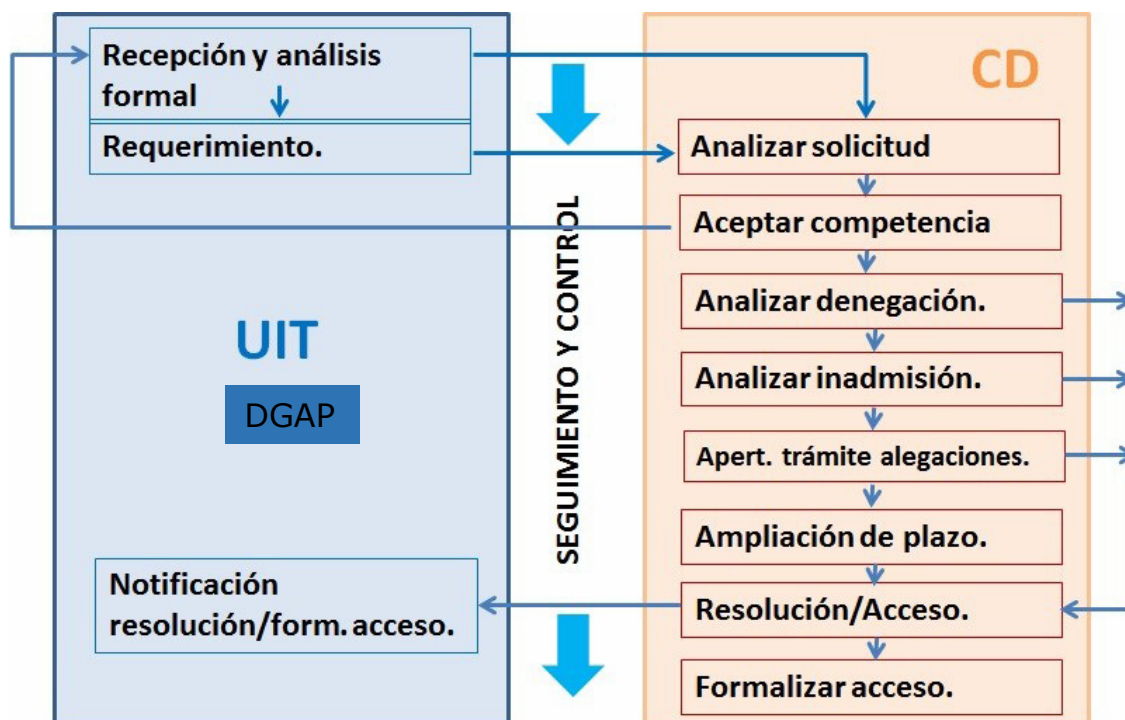 Recepción y análisis
formal
Requerimiento.
UIT
DGAP
Notificación
resolución/form. acceso.
SEGUIMIENTO Y CONTROL
CD
Analizar solicitud
Aceptar competencia
Analizar denegación.
Analizar inadmisión.
Apert. trámite alegaciones.
Ampliación de plazo.
Resolución/Acceso.
Formalizar acceso.